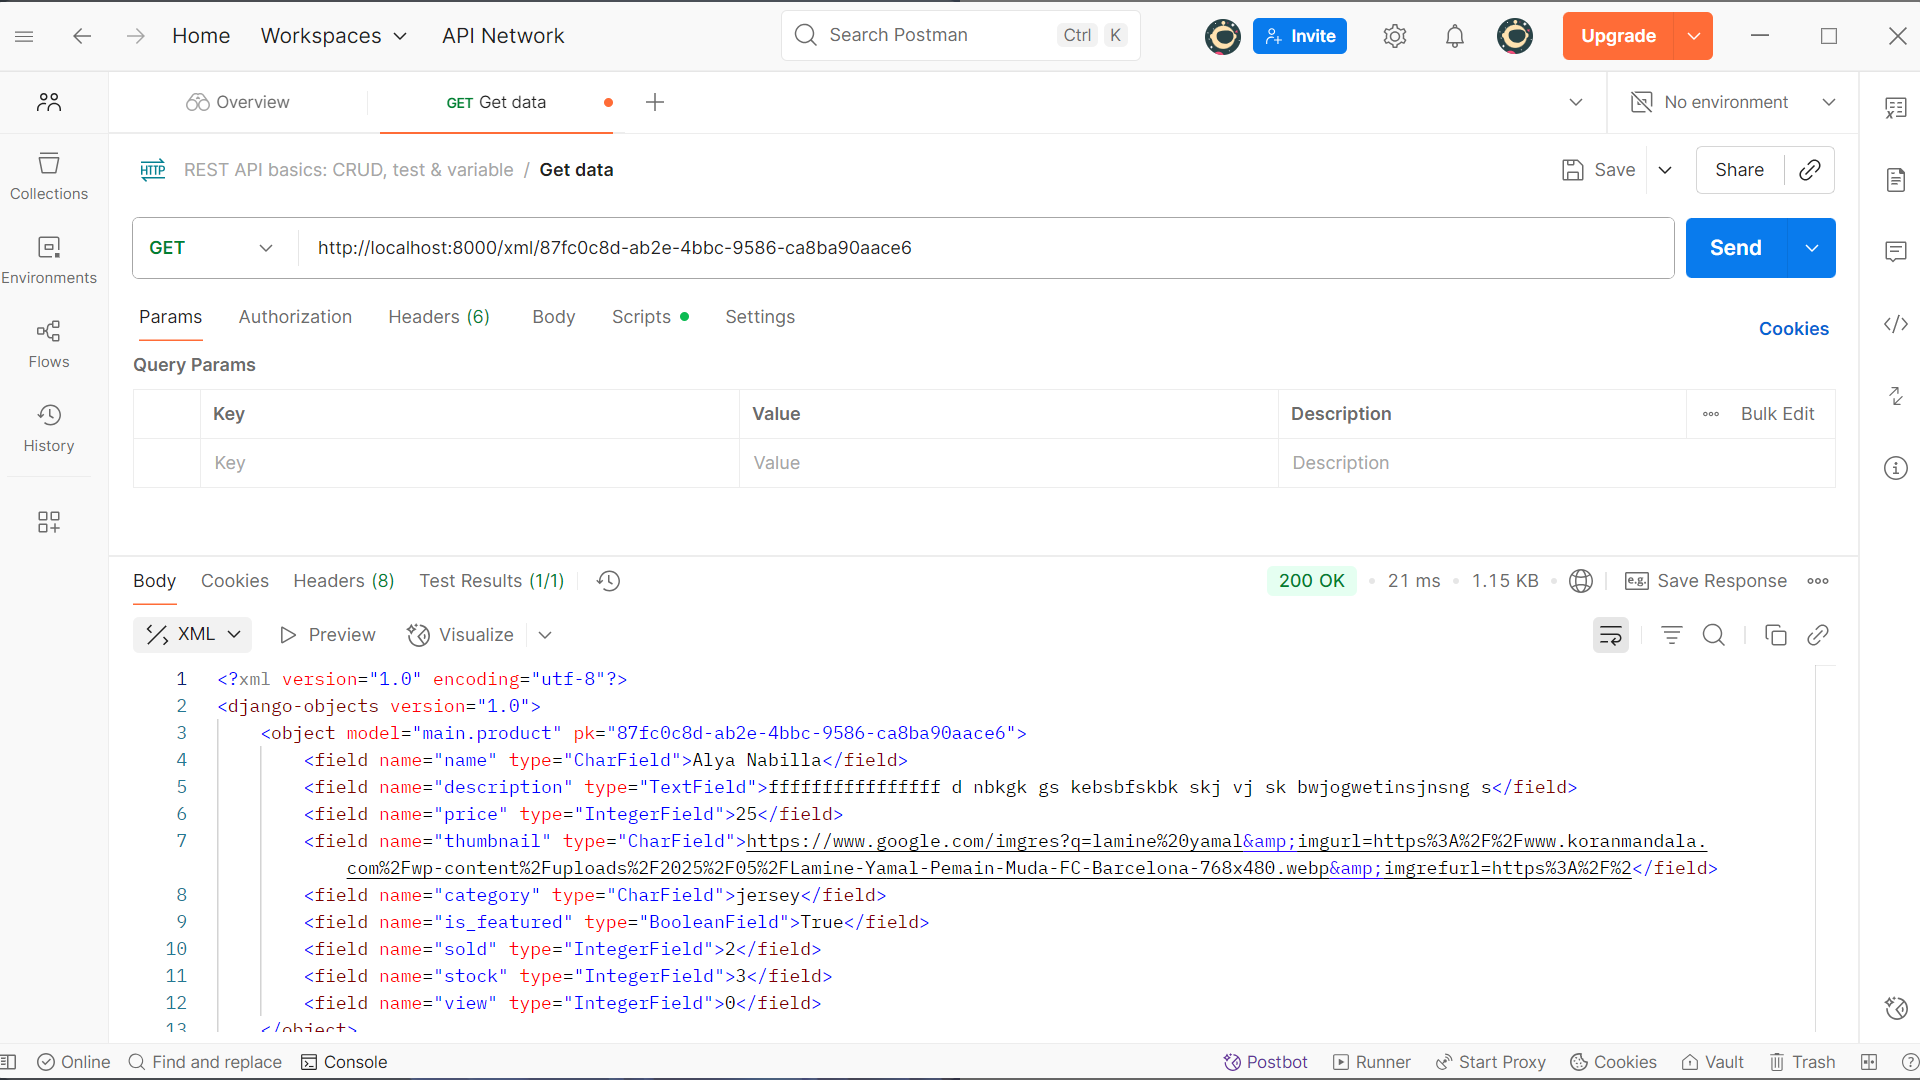 Home Workspaces API Network Search Postman Ctrl K Invite Upgrade
Overview GET Get data No environment
REST API basics: CRUD, test & variable / Get data Save Share
Collections
GET http://localhost:8000/xml/87fc0c8d-ab2e-4bbc-9586-ca8ba90aace6 Send
Environments
Params Authorization Headers (6) Body Scripts Settings Cookies
Flows
Query Params
Key Value Description Bulk Edit
History
Key Value Description
Body Cookies Headers (8) Test Results (1/1) 200 OK 21 ms 1.15 KB e.g. Save Response
XML Preview Visualize
1 <?xml version="1.0" encoding="utf-8"?>
2 <django-objects version="1.0">
3 <object model="main.product" pk="87fc0c8d-ab2e-4bbc-9586-ca8ba90aace6">
4 <field name="name" type="CharField">Alya Nabilla</field>
5 <field name="description" type="TextField">ffffffffffffffff d nbkgk gs kebsbfskbk skj vj sk bwjogwetinsjnsng s</field>
6 <field name="price" type="IntegerField">25</field>
7 <field name="thumbnail" type="CharField">https://www.google.com/imgres?q=lamine%20yamal&amp;imgurl=https%3A%2F%2Fwww.koranmandala.
com%2Fwp-content%2Fuploads%2F2025%2F05%2FLamine-Yamal-Pemain-Muda-FC-Barcelona-768x480.webp&amp;imgrefurl=https%3A%2F%2</field>
8 <field name="category" type="CharField">jersey</field>
9 <field name="is_featured" type="BooleanField">True</field>
10 <field name="sold" type="IntegerField">2</field>
11 <field name="stock" type="IntegerField">3</field>
12 <field name="view" type="IntegerField">0</field>
13 </object>
Online Find and replace Console Postbot Runner Start Proxy Cookies Vault Trash